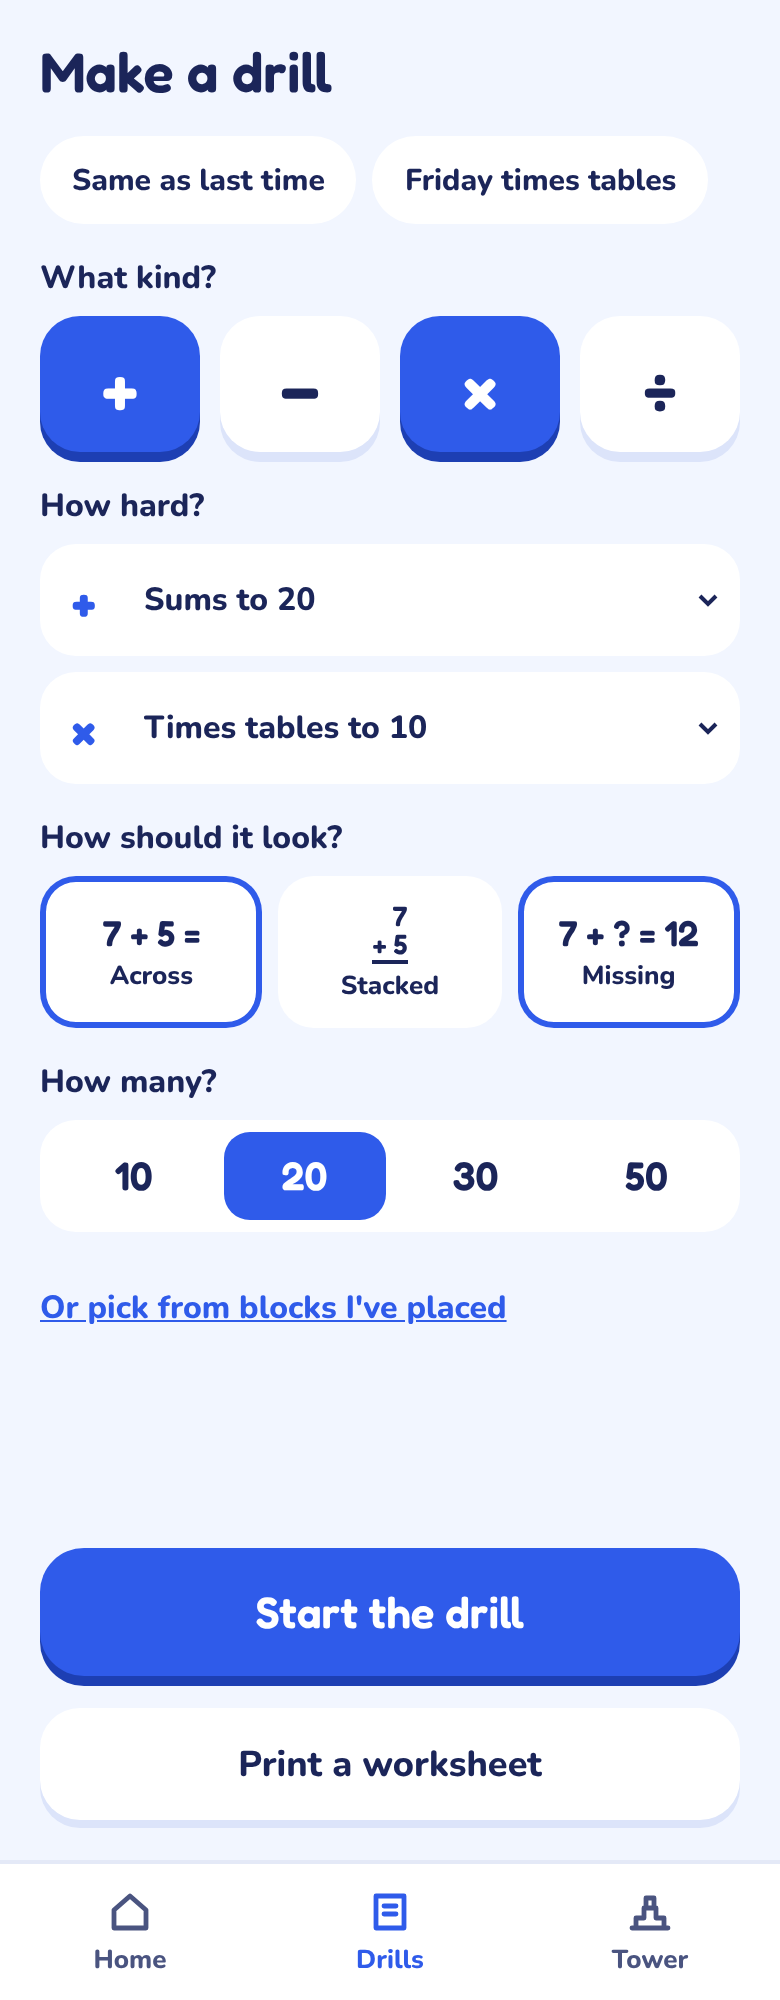 Make a drill
Same as last time
Friday times tables
What kind?
+ − × ÷
How hard?
+ Sums to 20
× Times tables to 10
How should it look?
7 + 5 =
Across
7
+ 5
Stacked
7 + ? = 12
Missing
How many?
10 20 30 50
Or pick from blocks I've placed
Start the drill
Print a worksheet
Home
Drills
Tower